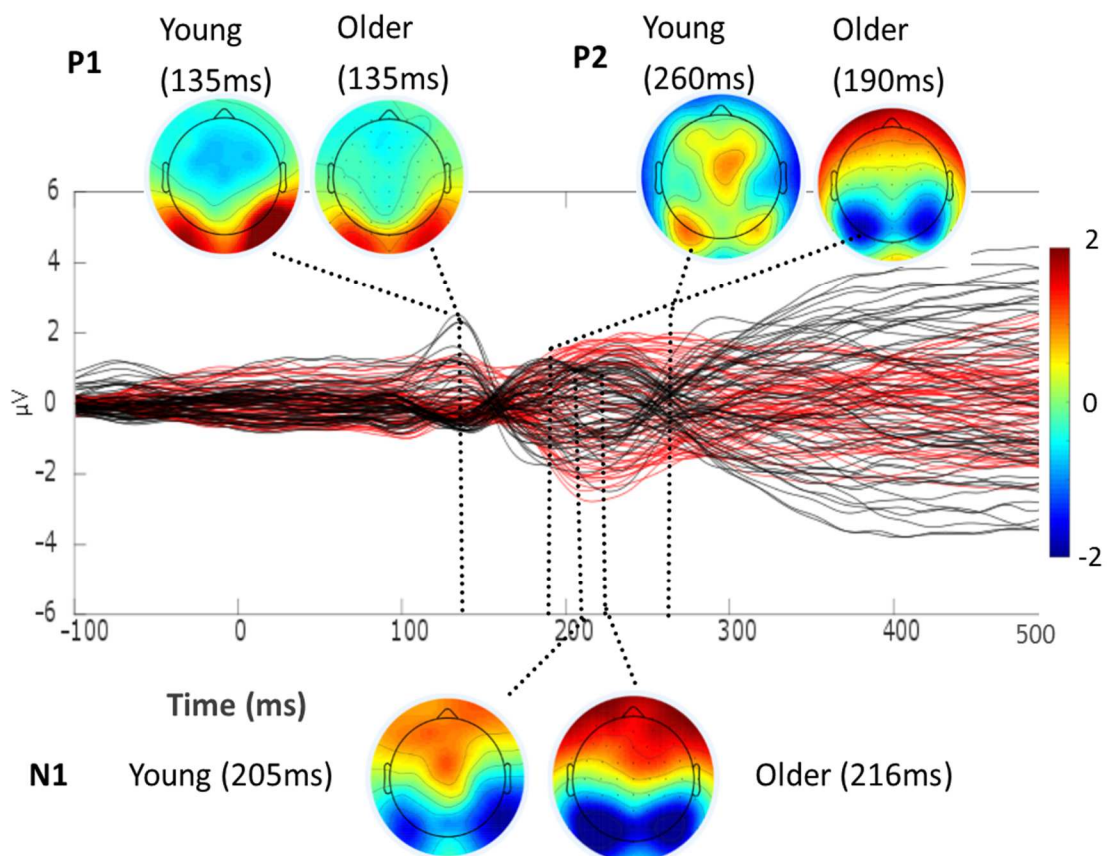 Young Older Young Older
P1 P2
(135ms) (135ms) (260ms) (190ms)
6
4
2
0
-2
-4
-6
μV
2
0
-2
-100 0 100 200 300 400 500
Time (ms)
N1 Young (205ms) Older (216ms)